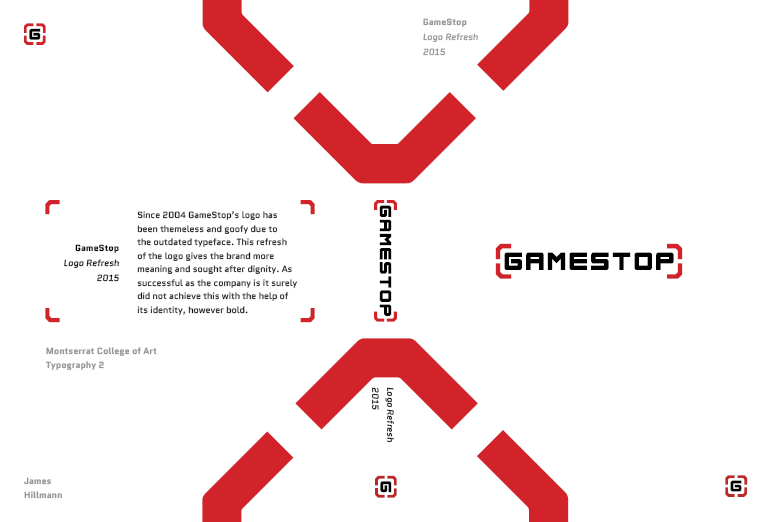 G
GameStop
Logo Refresh
2015
GameStop
Logo Refresh
2015
Since 2004 GameStop's logo has
been themeless and goofy due to
the outdated typeface. This refresh
of the logo gives the brand more
meaning and sought after dignity. As
successful as the company is it surely
did not achieve this with the help of
its identity, however bold.
GAMESTOP
GAMESTOP
Montserrat College of Art
Typography 2
Logo Refresh
2015
James
Hillmann
G
G